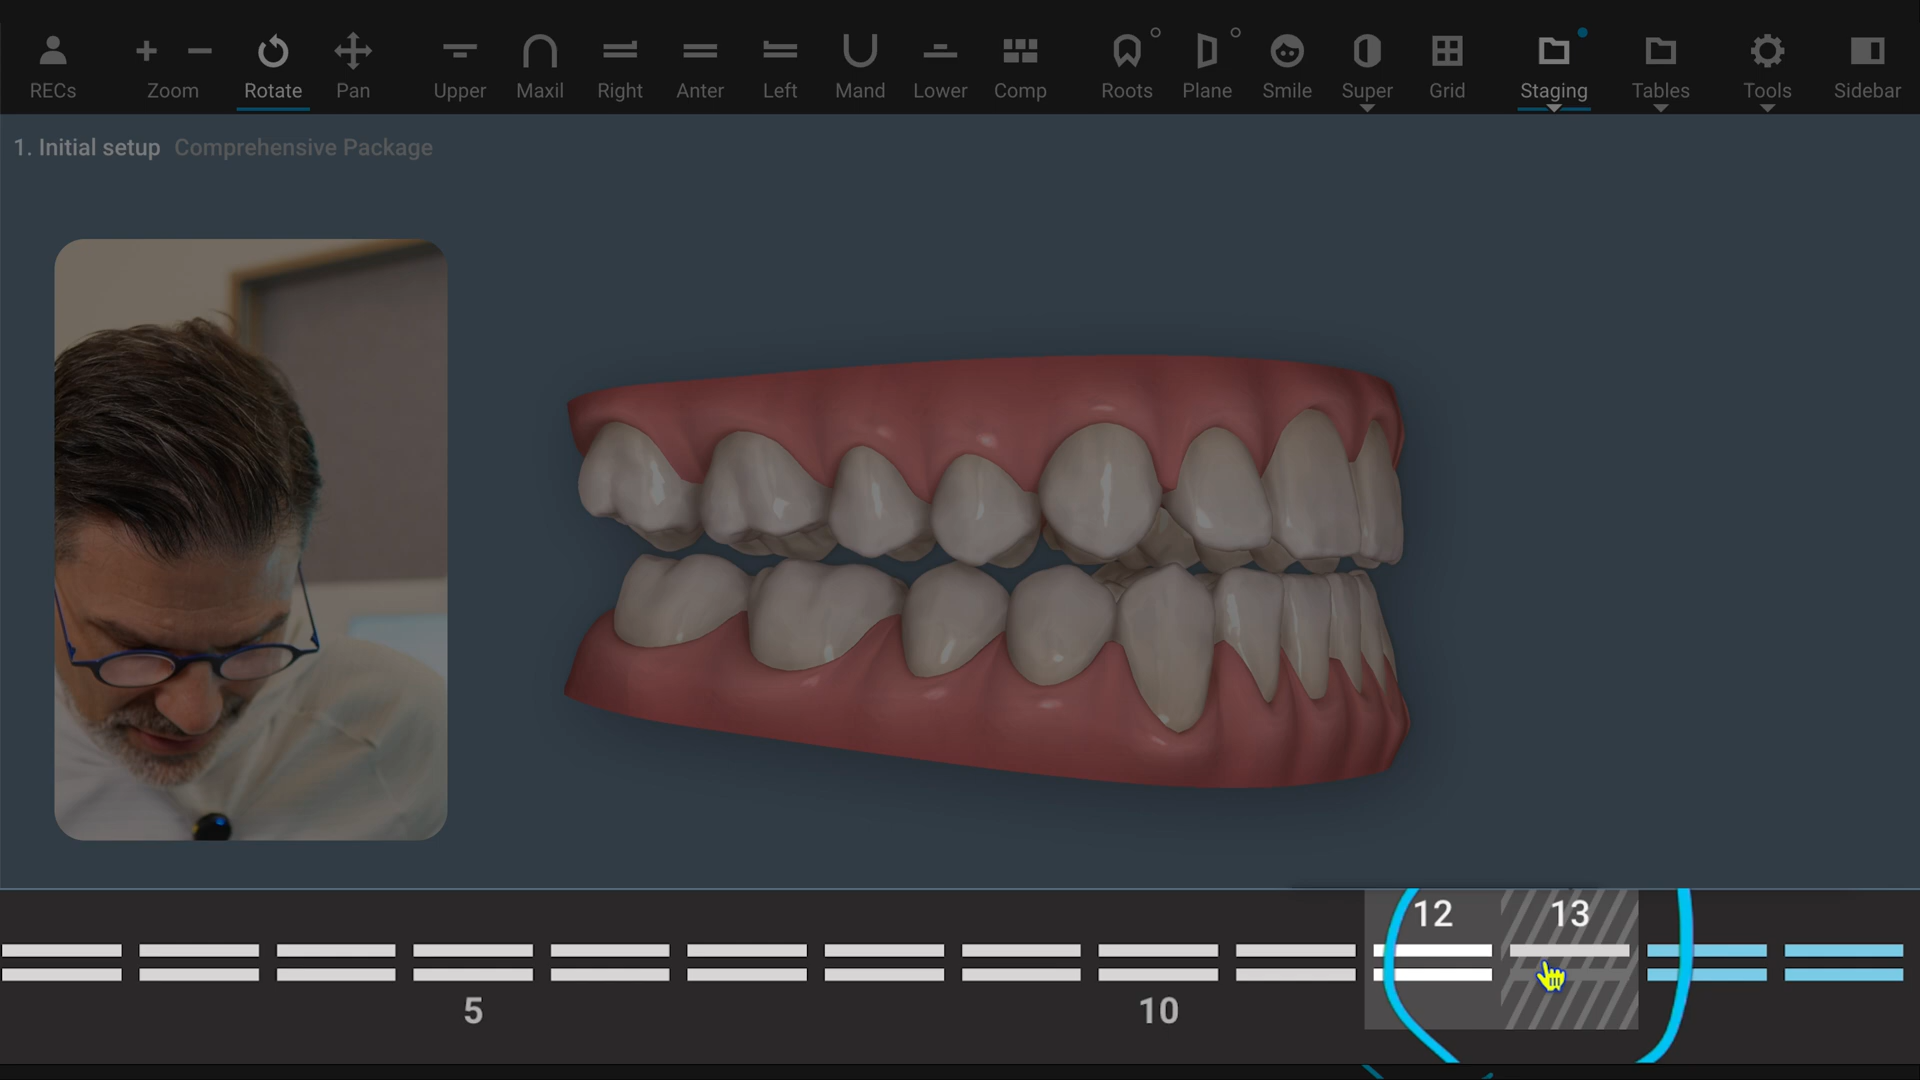 RECs Zoom Rotate Pan Upper Maxil Right Anter Left Mand Lower Comp Roots Plane Smile Super Grid Staging Tables Tools Sidebar
1. Initial setup Comprehensive Package
12 13
5 10